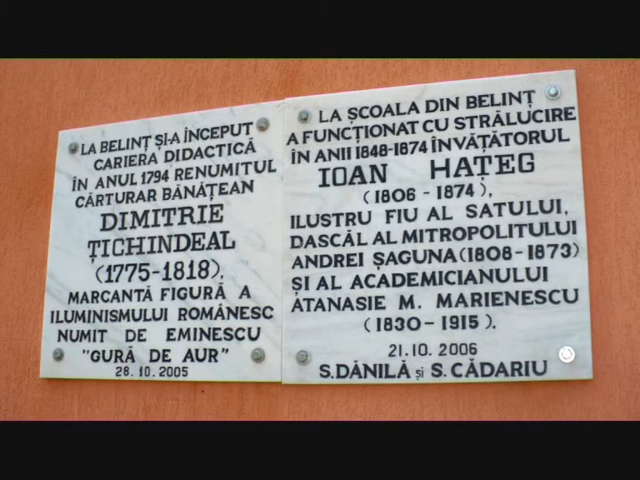 LA BELINȚ ȘI-A ÎNCEPUT
CARIERA DIDACTICĂ
ÎN ANUL 1794 RENUMITUL
CĂRTURAR BĂNĂȚEAN
DIMITRIE
ȚICHINDEAL
(1775-1818),
MARCANTĂ FIGURĂ A
ILUMINISMULUI ROMÂNESC
NUMIT DE EMINESCU
"GURĂ DE AUR"
28.10.2005
LA ȘCOALA DIN BELINȚ
A FUNCȚIONAT CU STRĂLUCIRE
ÎN ANII 1848-1874 ÎNVĂȚĂTORUL
IOAN HAȚEG
(1806 - 1874),
ILUSTRU FIU AL SATULUI,
DASCĂL AL MITROPOLITULUI
ANDREI ȘAGUNA (1808-1873)
ȘI AL ACADEMICIANULUI
ATANASIE M. MARIENESCU
(1830-1915).
21.10.2006
S.DĂNILĂ și S.CĂDARIU